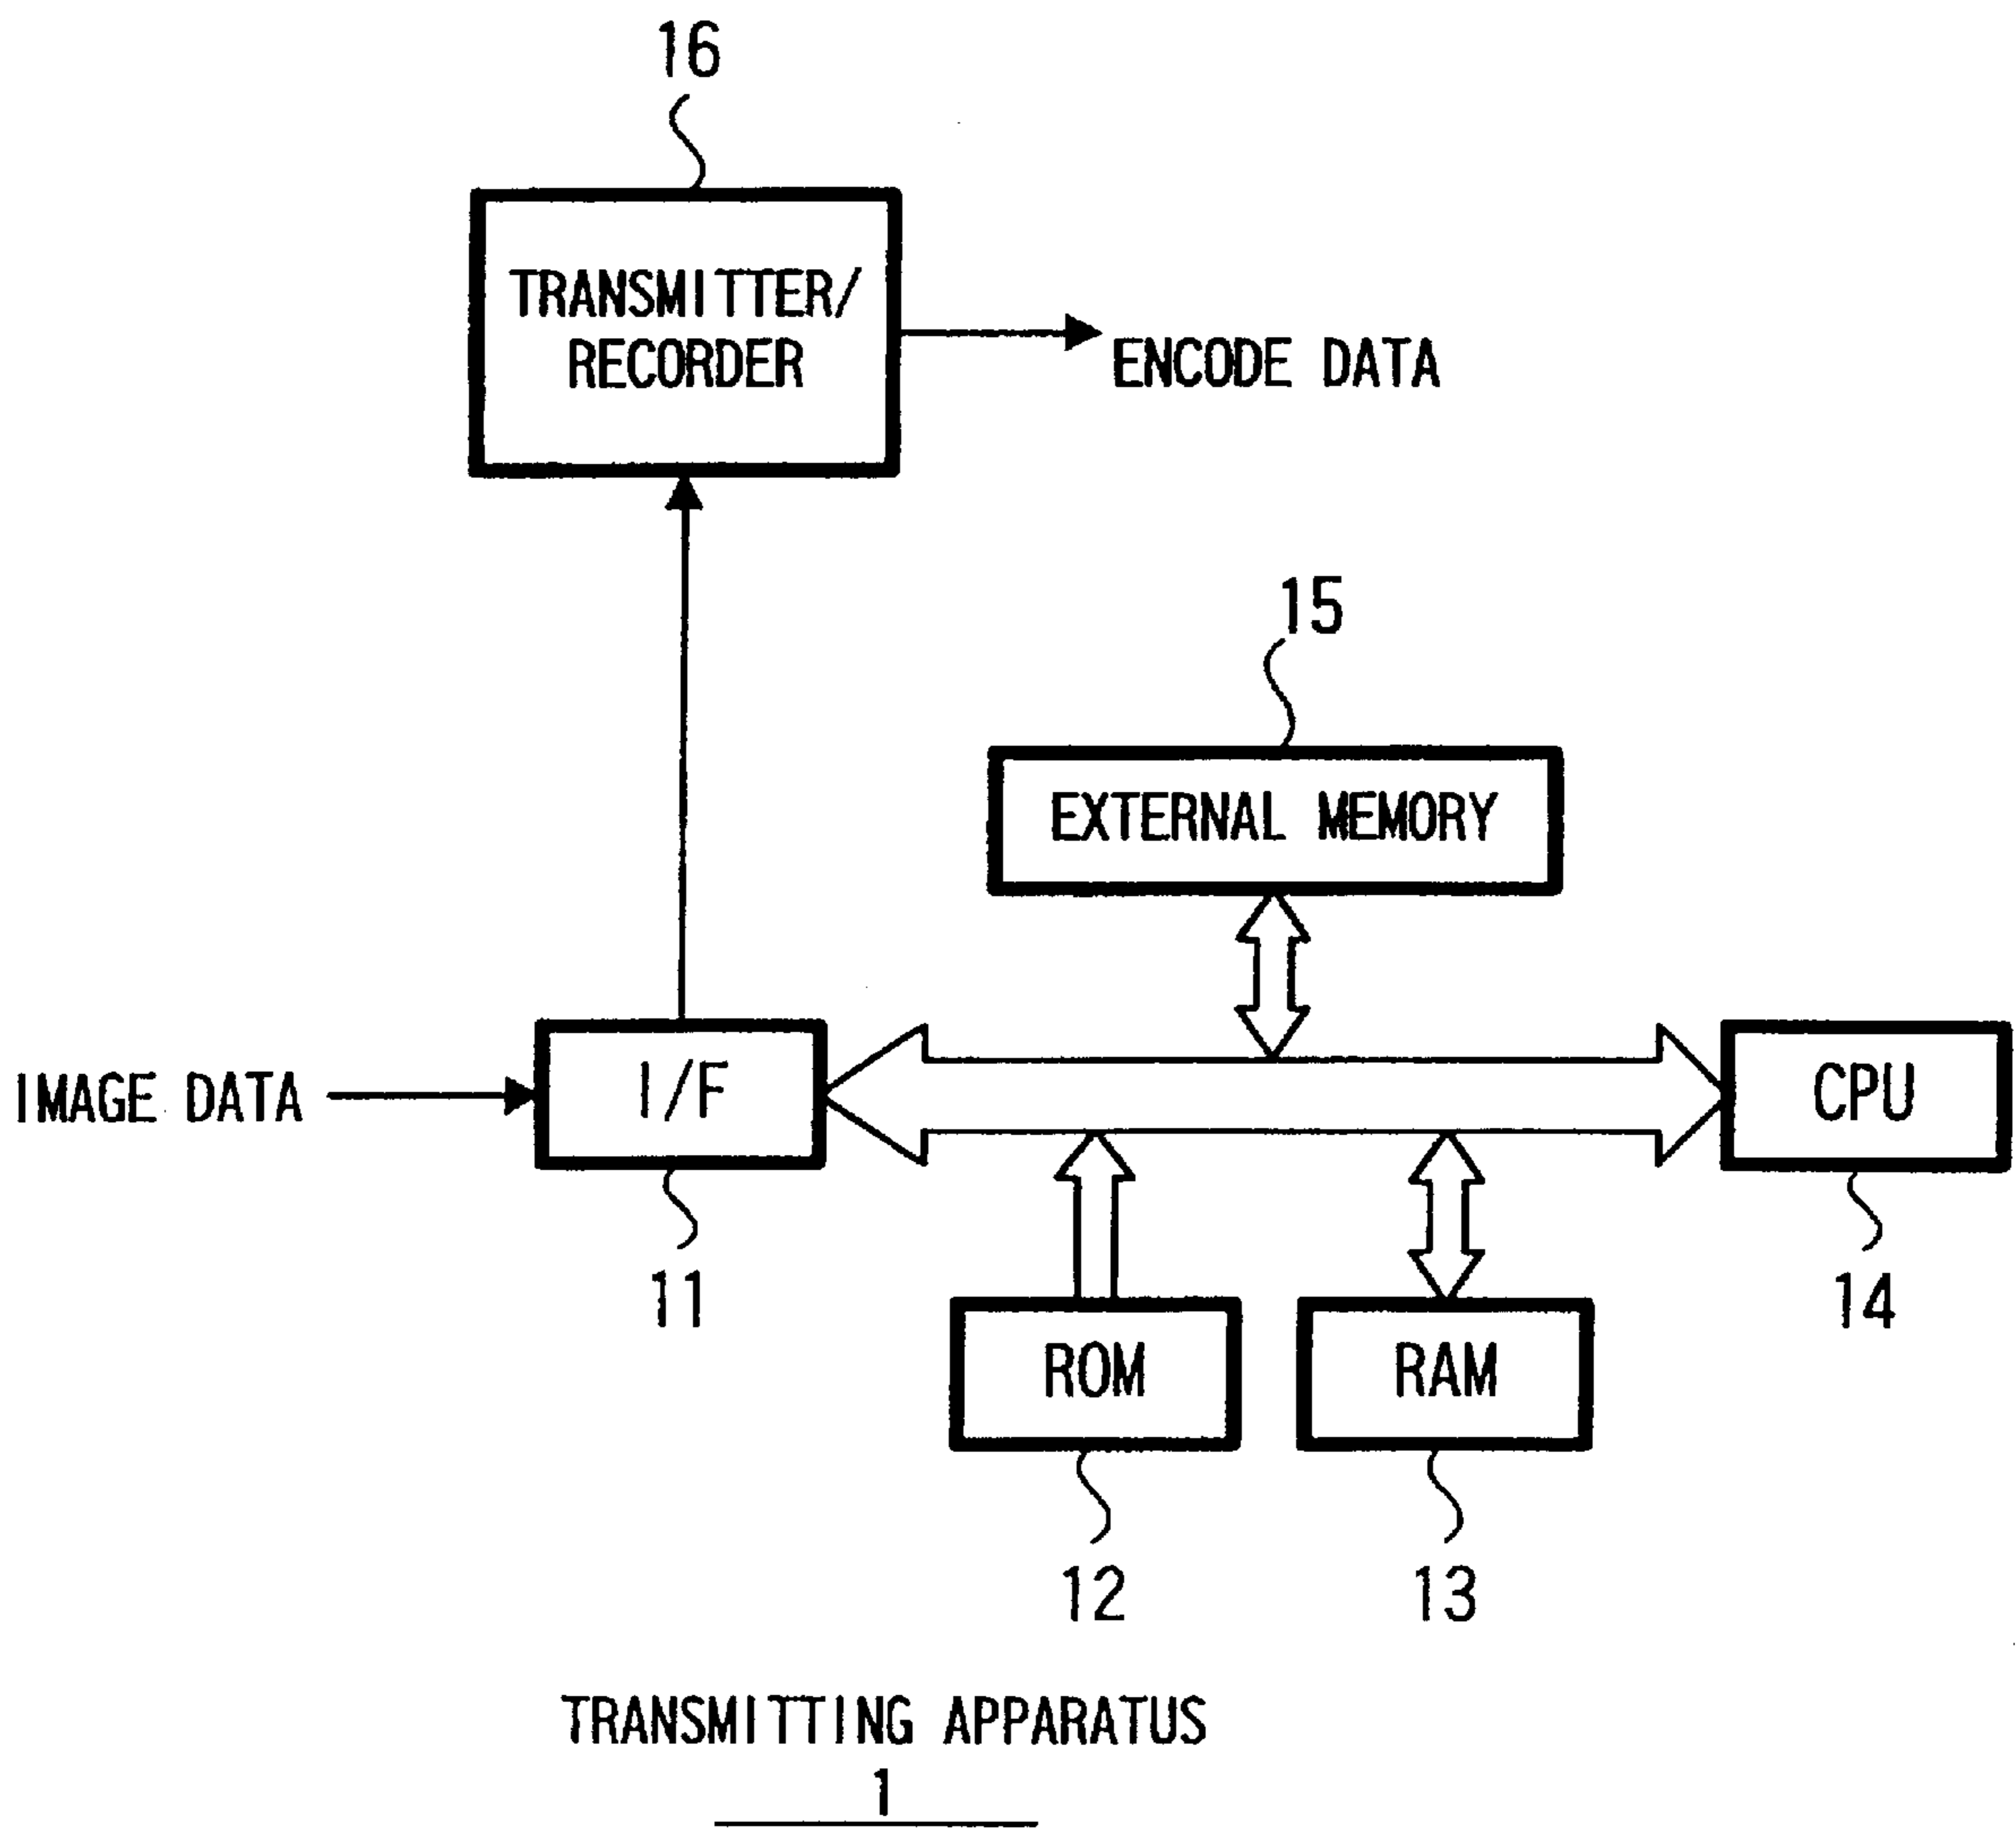 16
TRANSMITTER/
RECORDER
ENCODE DATA
15
EXTERNAL MEMORY
IMAGE DATA
I/F
CPU
11
14
ROM
RAM
12
13
TRANSMITTING APPARATUS
1